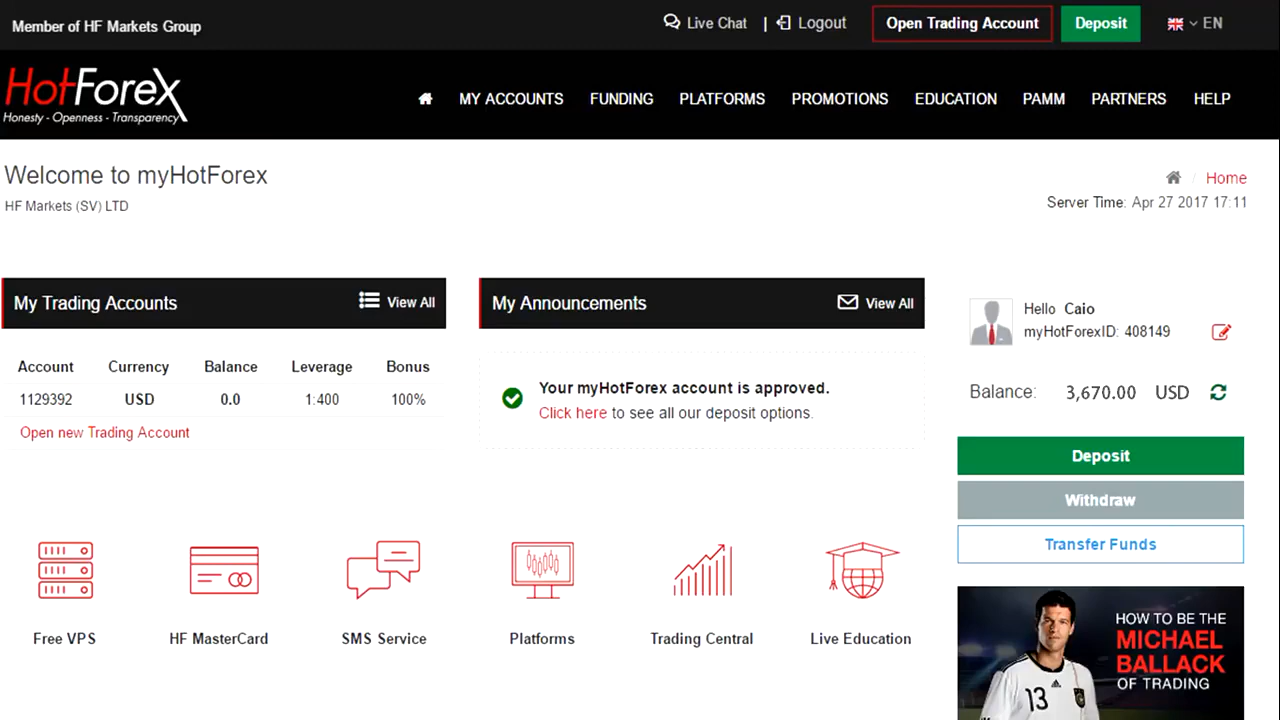 Member of HF Markets Group
Live Chat | Logout Open Trading Account Deposit EN
HotForex
Honesty - Openness - Transparency
MY ACCOUNTS FUNDING PLATFORMS PROMOTIONS EDUCATION PAMM PARTNERS HELP
Welcome to myHotForex
HF Markets (SV) LTD
/ Home
Server Time: Apr 27 2017 17:11
My Trading Accounts View All
Account Currency Balance Leverage Bonus
1129392 USD 0.0 1:400 100%
Open new Trading Account
My Announcements View All
Your myHotForex account is approved.
Click here to see all our deposit options.
Hello Caio
myHotForexID: 408149
Balance: 3,670.00 USD
Deposit
Withdraw
Transfer Funds
Free VPS HF MasterCard SMS Service Platforms Trading Central Live Education
HOW TO BE THE
MICHAEL
BALLACK
OF TRADING
13